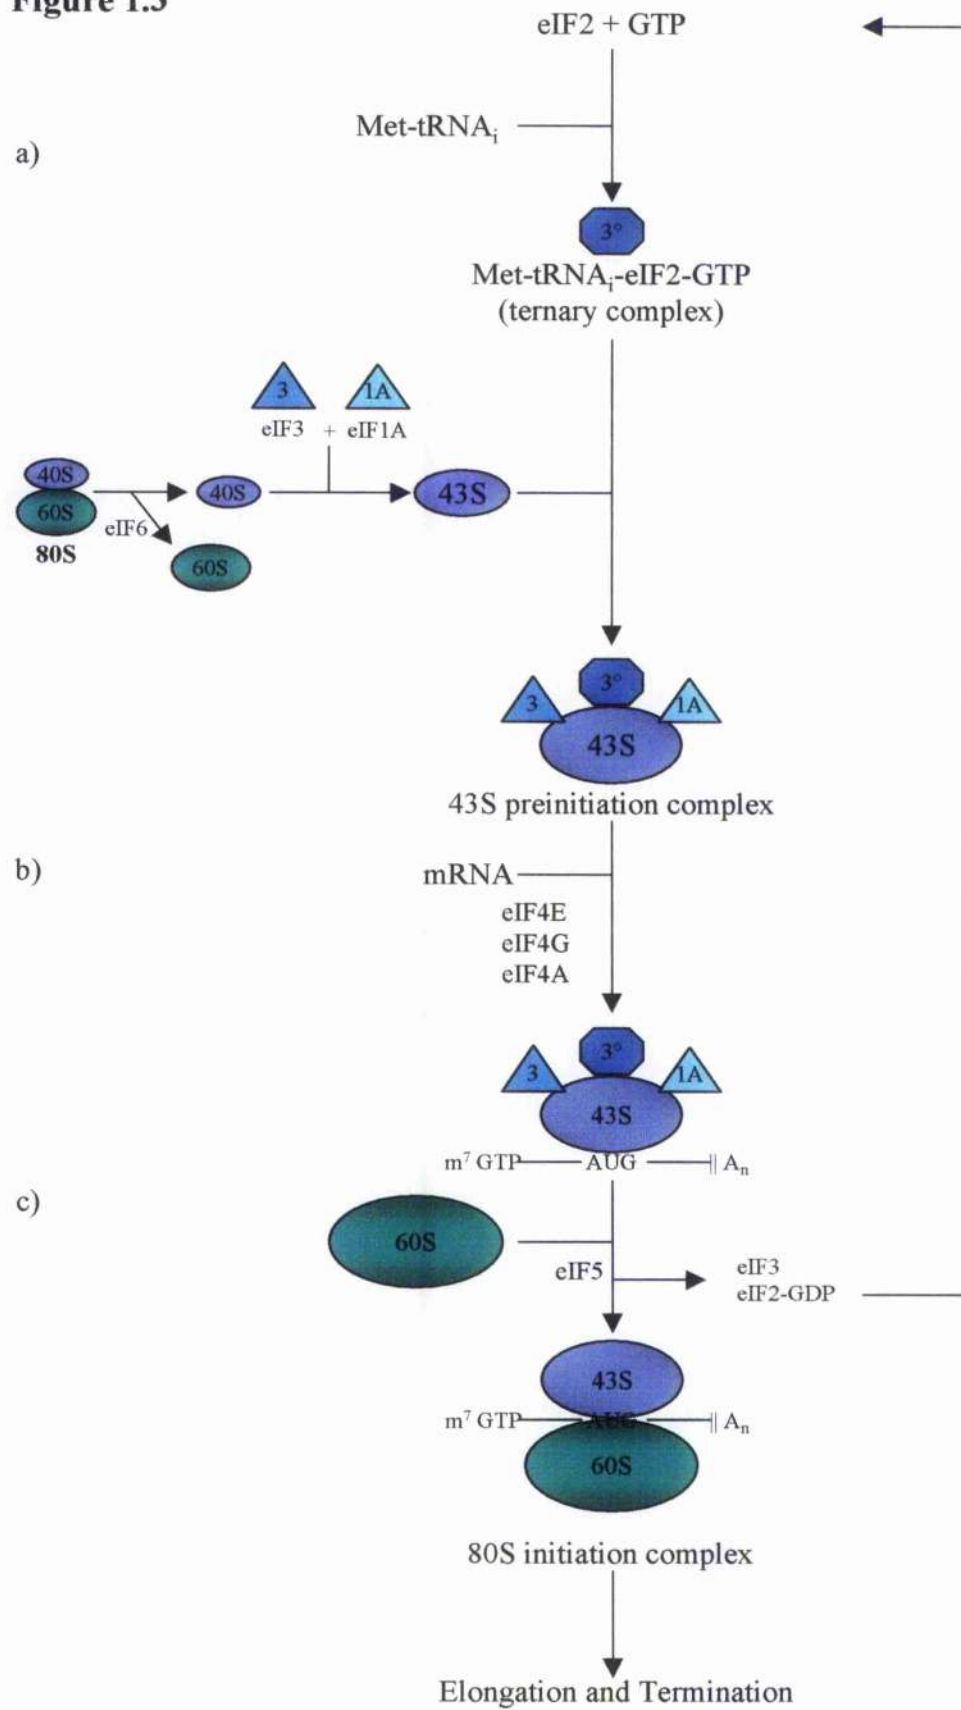 Figure 1.3
eIF2 + GTP
Met-tRNAi
a)
3°
Met-tRNAi-eIF2-GTP
(ternary complex)
3
1A
eIF3 + eIF1A
40S
60S
80S
eIF6
40S
60S
43S
3°
3
1A
43S
43S preinitiation complex
b)
mRNA
eIF4E
eIF4G
eIF4A
3°
3
1A
43S
m⁷ GTP AUG || An
c)
60S
eIF5
eIF3
eIF2-GDP
43S
m⁷ GTP AUG || An
60S
80S initiation complex
Elongation and Termination